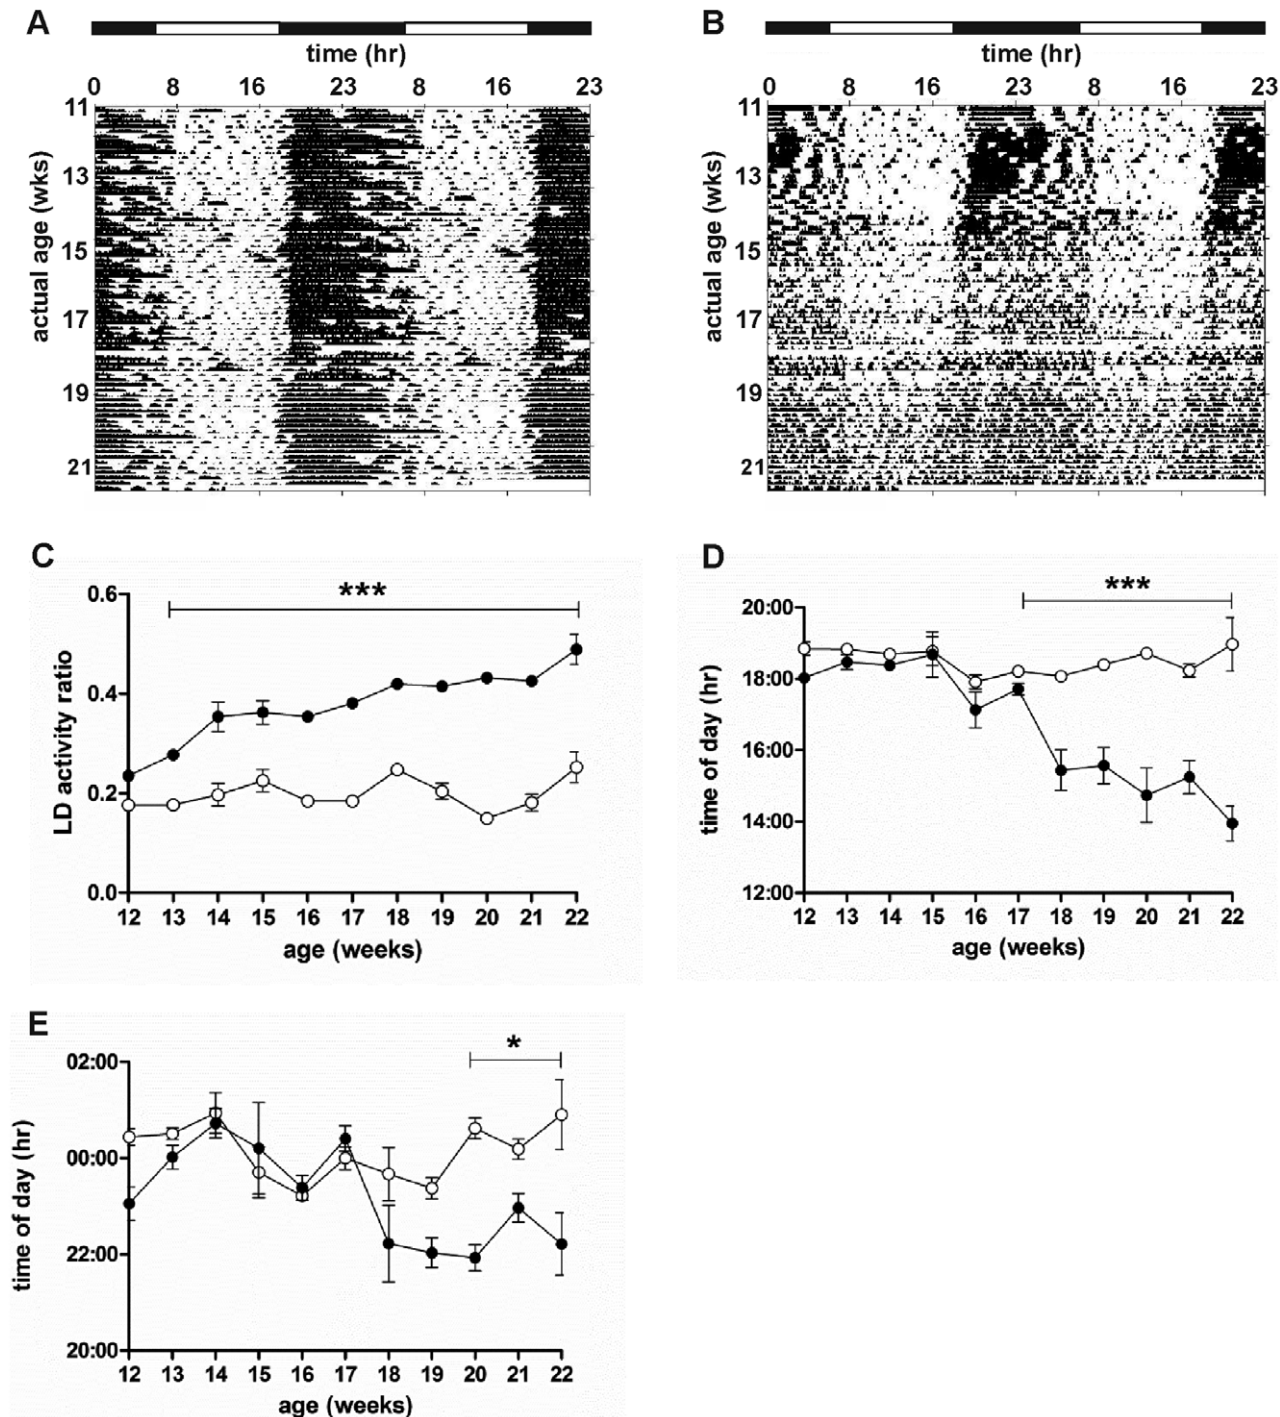 A
time (hr)
0 8 16 23 8 16 23
11
13
15
17
19
21
actual age (wks)
B
time (hr)
0 8 16 23 8 16 23
11
13
15
17
19
21
actual age (wks)
C
***
0.6
0.4
0.2
0.0
LD activity ratio
12 13 14 15 16 17 18 19 20 21 22
age (weeks)
D
***
20:00
18:00
16:00
14:00
12:00
time of day (hr)
12 13 14 15 16 17 18 19 20 21 22
age (weeks)
E
*
02:00
00:00
22:00
20:00
time of day (hr)
12 13 14 15 16 17 18 19 20 21 22
age (weeks)